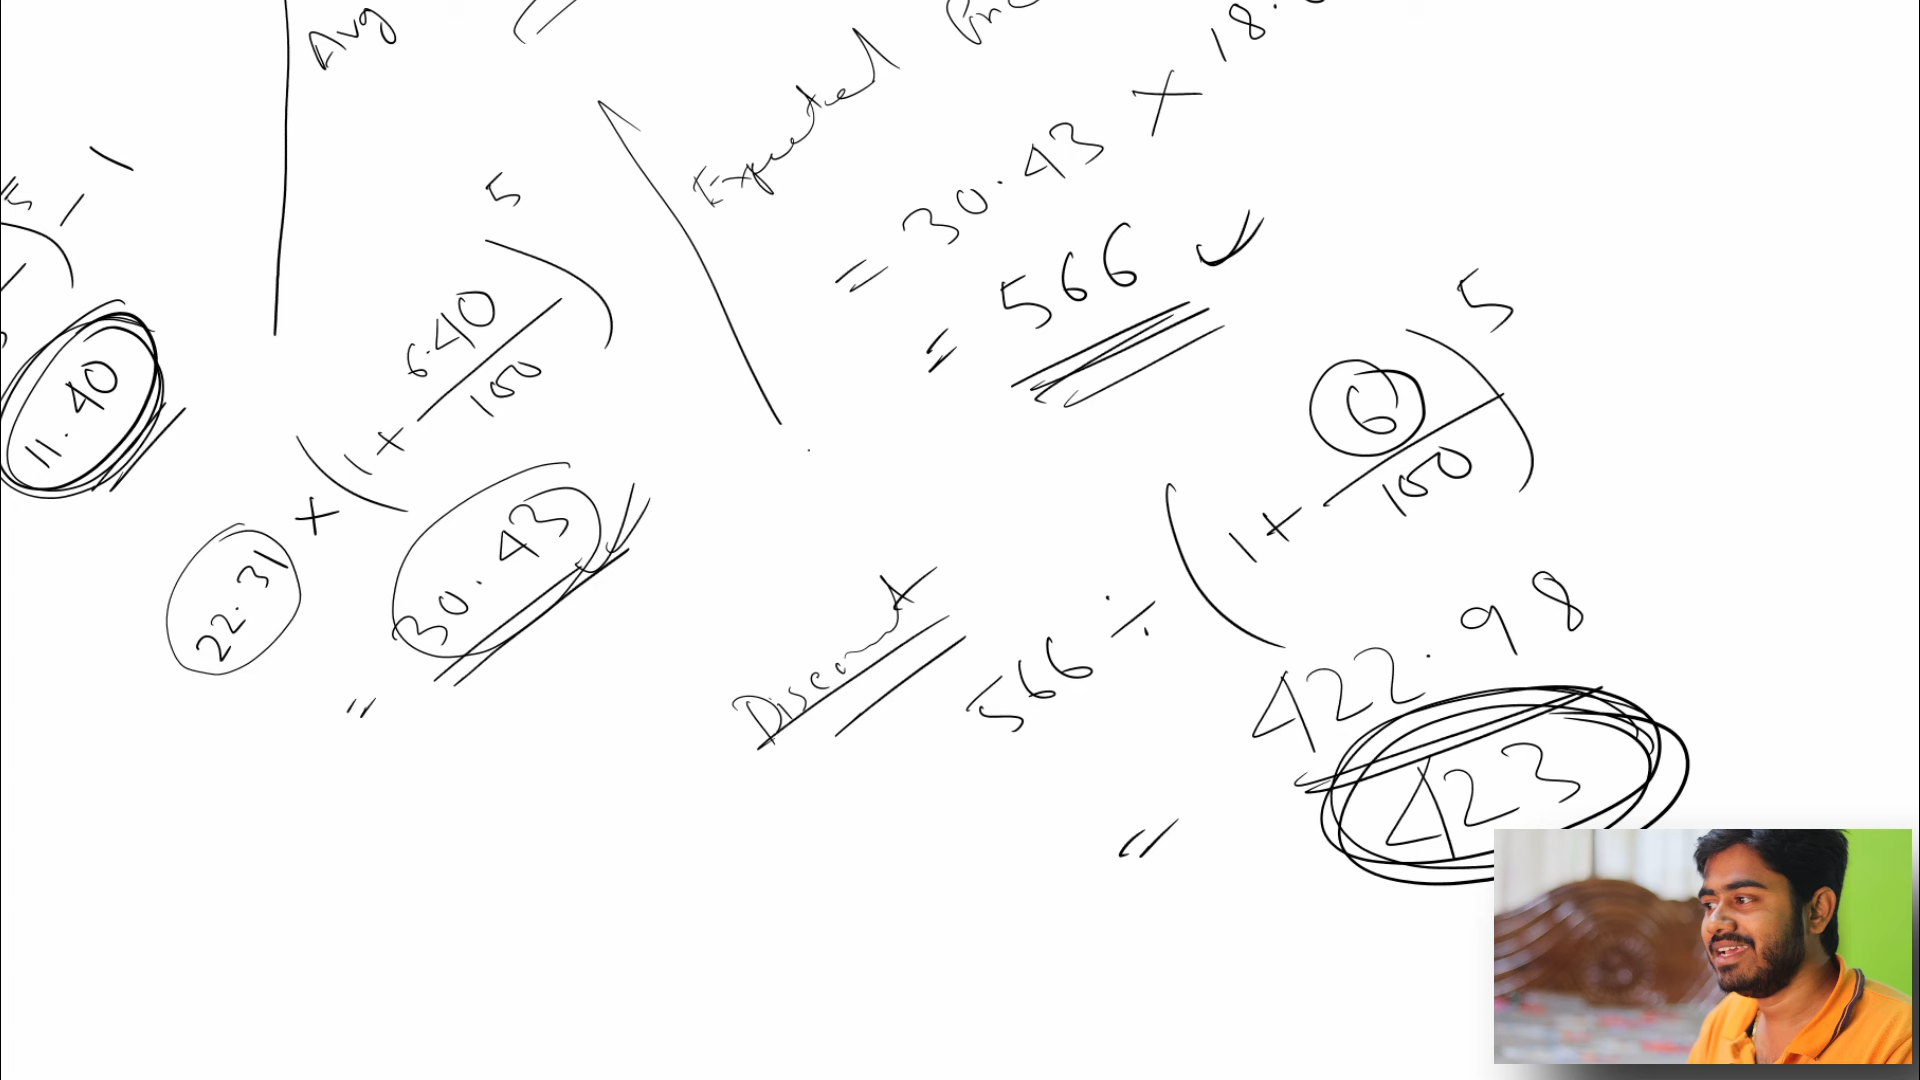 Avg
5
11.40
5
22.31 × (1 + 6.40/100)
= 30.43
Expected
= 30.43 × 18.
= 566
Discount
5
566 ÷ (1 + 6/100)
422.98
= 423